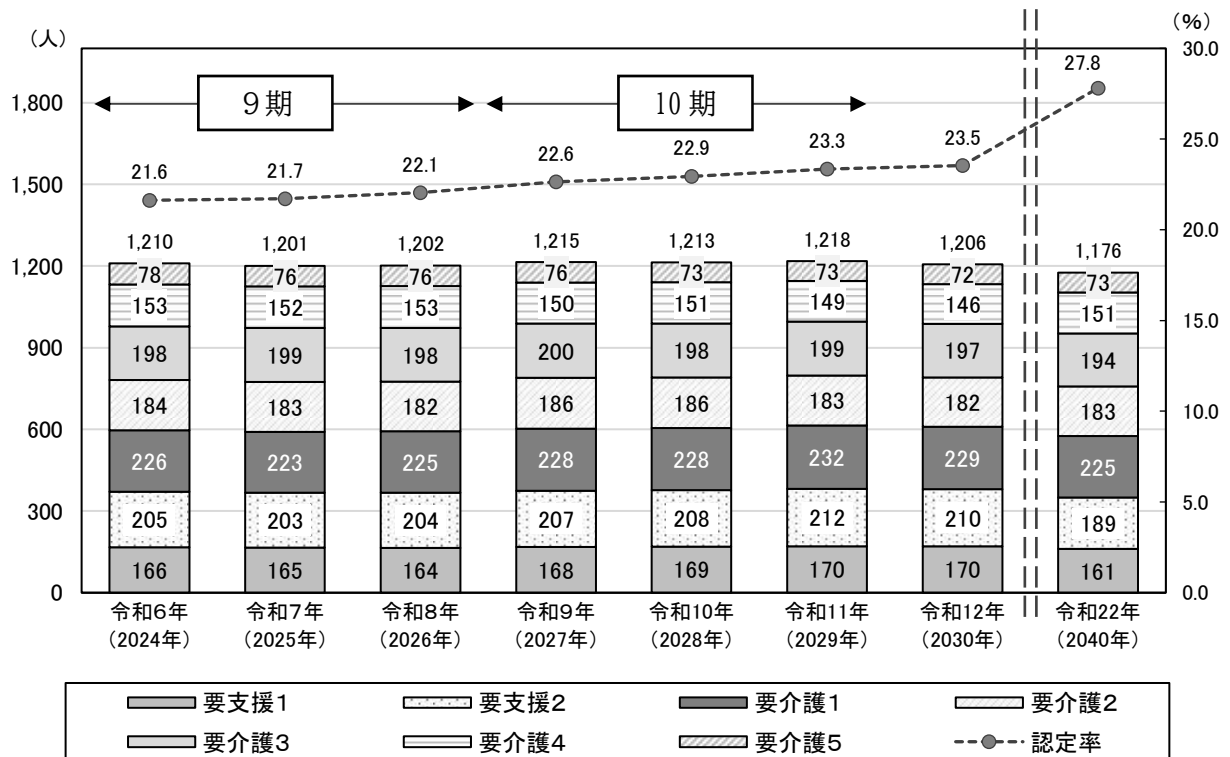 （人）
（%）
1,800
1,500
1,200
900
600
300
0
30.0
25.0
20.0
15.0
10.0
5.0
0.0
9期
10期
21.6 21.7 22.1 22.6 22.9 23.3 23.5 27.8
1,210 1,201 1,202 1,215 1,213 1,218 1,206 1,176
78 76 76 76 73 73 72 73
153 152 153 150 151 149 146 151
198 199 198 200 198 199 197 194
184 183 182 186 186 183 182 183
226 223 225 228 228 232 229 225
205 203 204 207 208 212 210 189
166 165 164 168 169 170 170 161
令和6年 令和7年 令和8年 令和9年 令和10年 令和11年 令和12年 令和22年
（2024年） （2025年） （2026年） （2027年） （2028年） （2029年） （2030年） （2040年）
要支援1 要支援2 要介護1 要介護2
要介護3 要介護4 要介護5 認定率